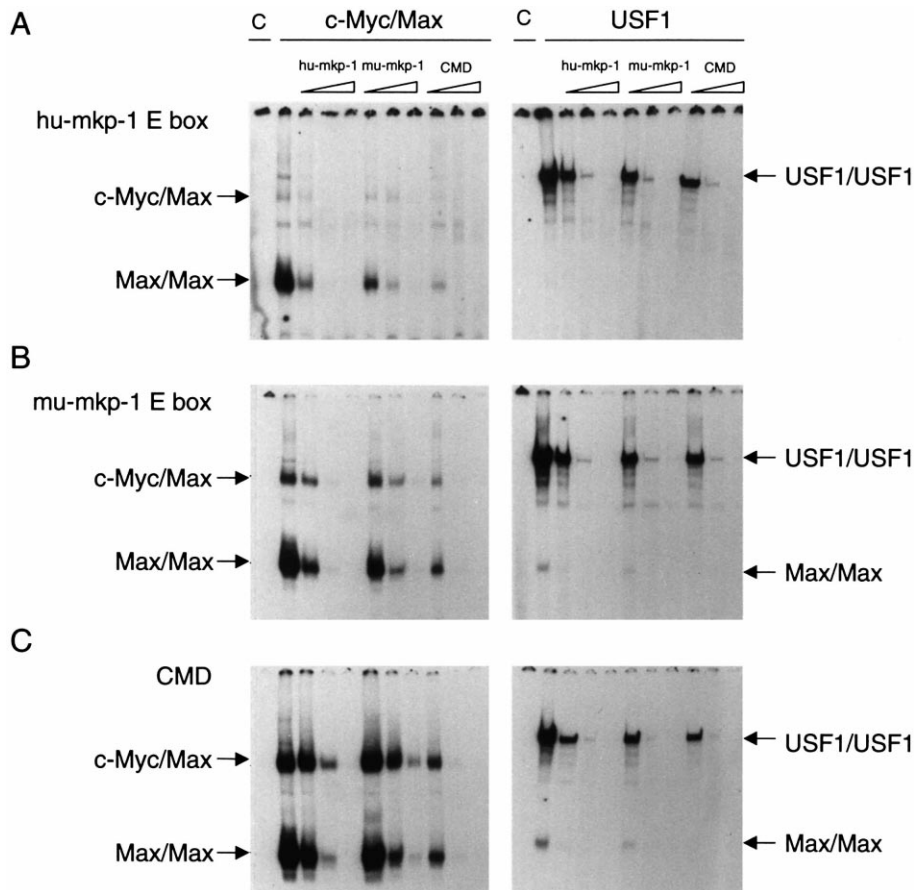 A
C c-Myc/Max C USF1
hu-mkp-1 mu-mkp-1 CMD hu-mkp-1 mu-mkp-1 CMD
hu-mkp-1 E box
c-Myc/Max
USF1/USF1
Max/Max
B
mu-mkp-1 E box
c-Myc/Max
USF1/USF1
Max/Max
Max/Max
C
CMD
c-Myc/Max
USF1/USF1
Max/Max
Max/Max